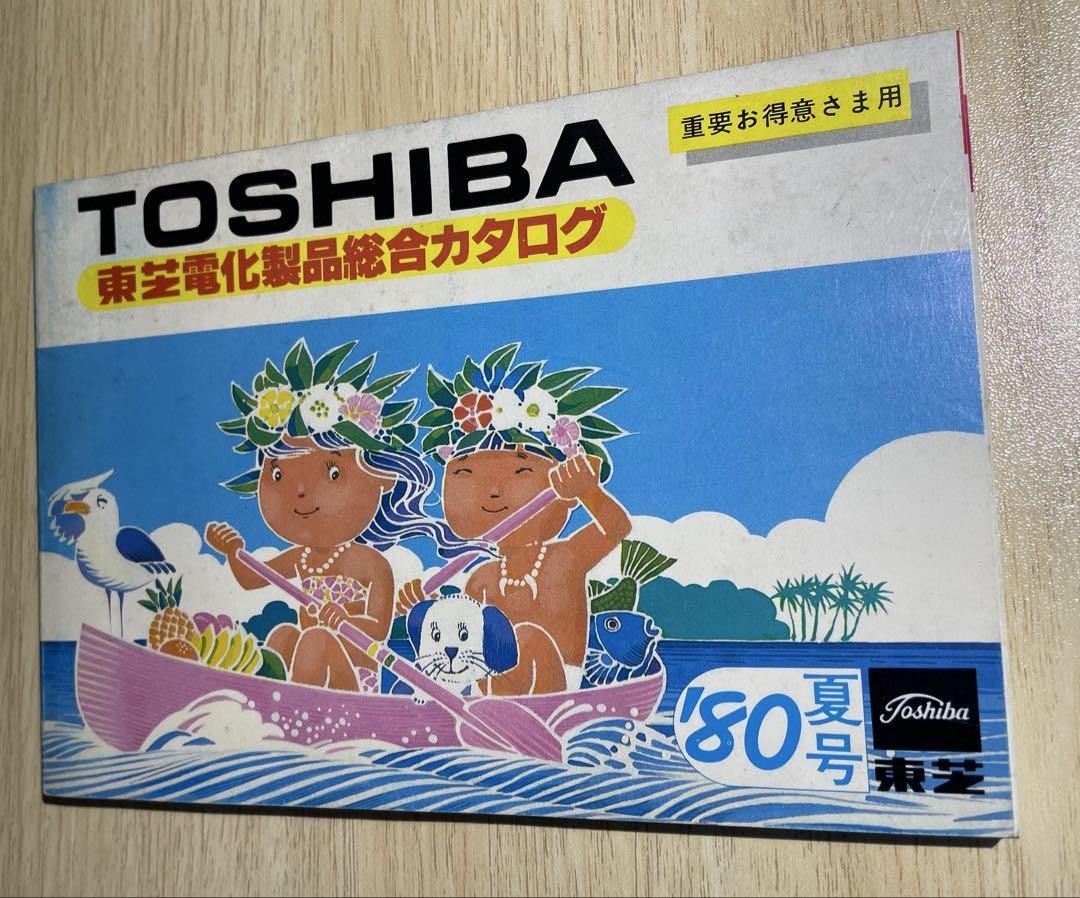 重要お得意さま用
TOSHIBA
東芝電化製品総合カタログ
'80夏号
Toshiba
東芝